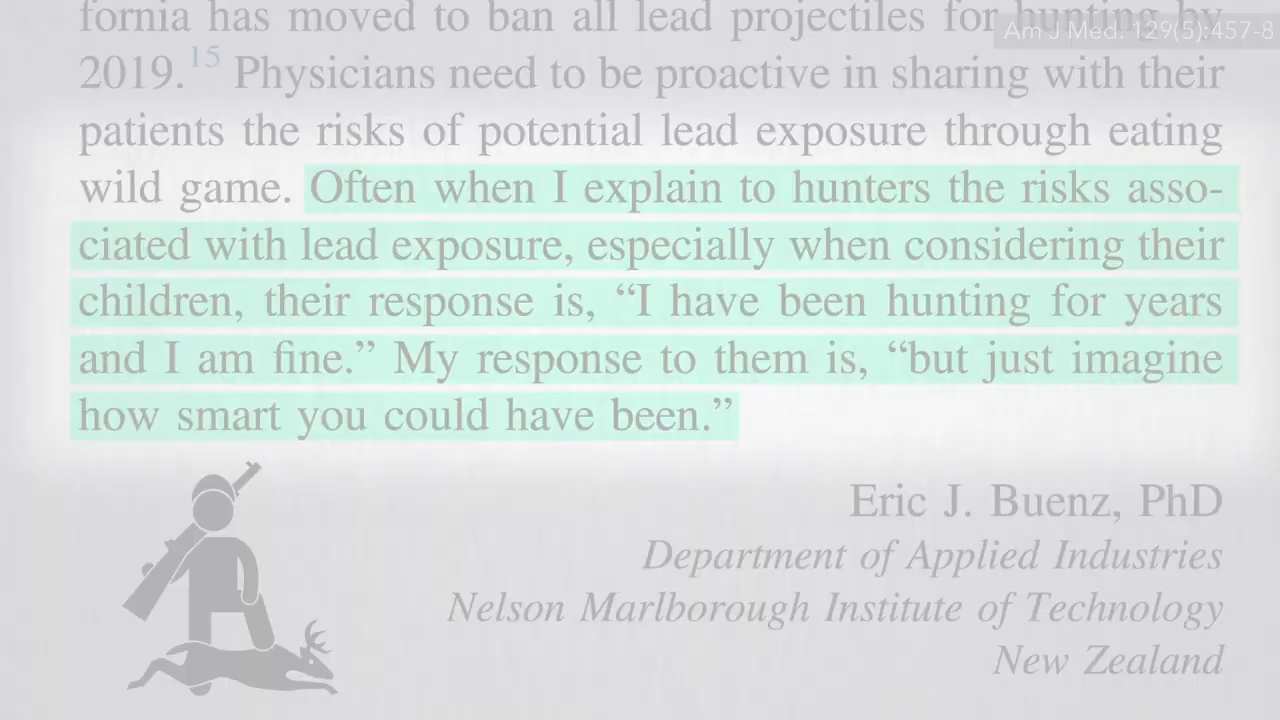 fornia has moved to ban all lead projectiles for hunting by
Am J Med. 129(5):457-8
2019.15 Physicians need to be proactive in sharing with their
patients the risks of potential lead exposure through eating
wild game. Often when I explain to hunters the risks asso-
ciated with lead exposure, especially when considering their
children, their response is, “I have been hunting for years
and I am fine.” My response to them is, “but just imagine
how smart you could have been.”
Eric J. Buenz, PhD
Department of Applied Industries
Nelson Marlborough Institute of Technology
New Zealand